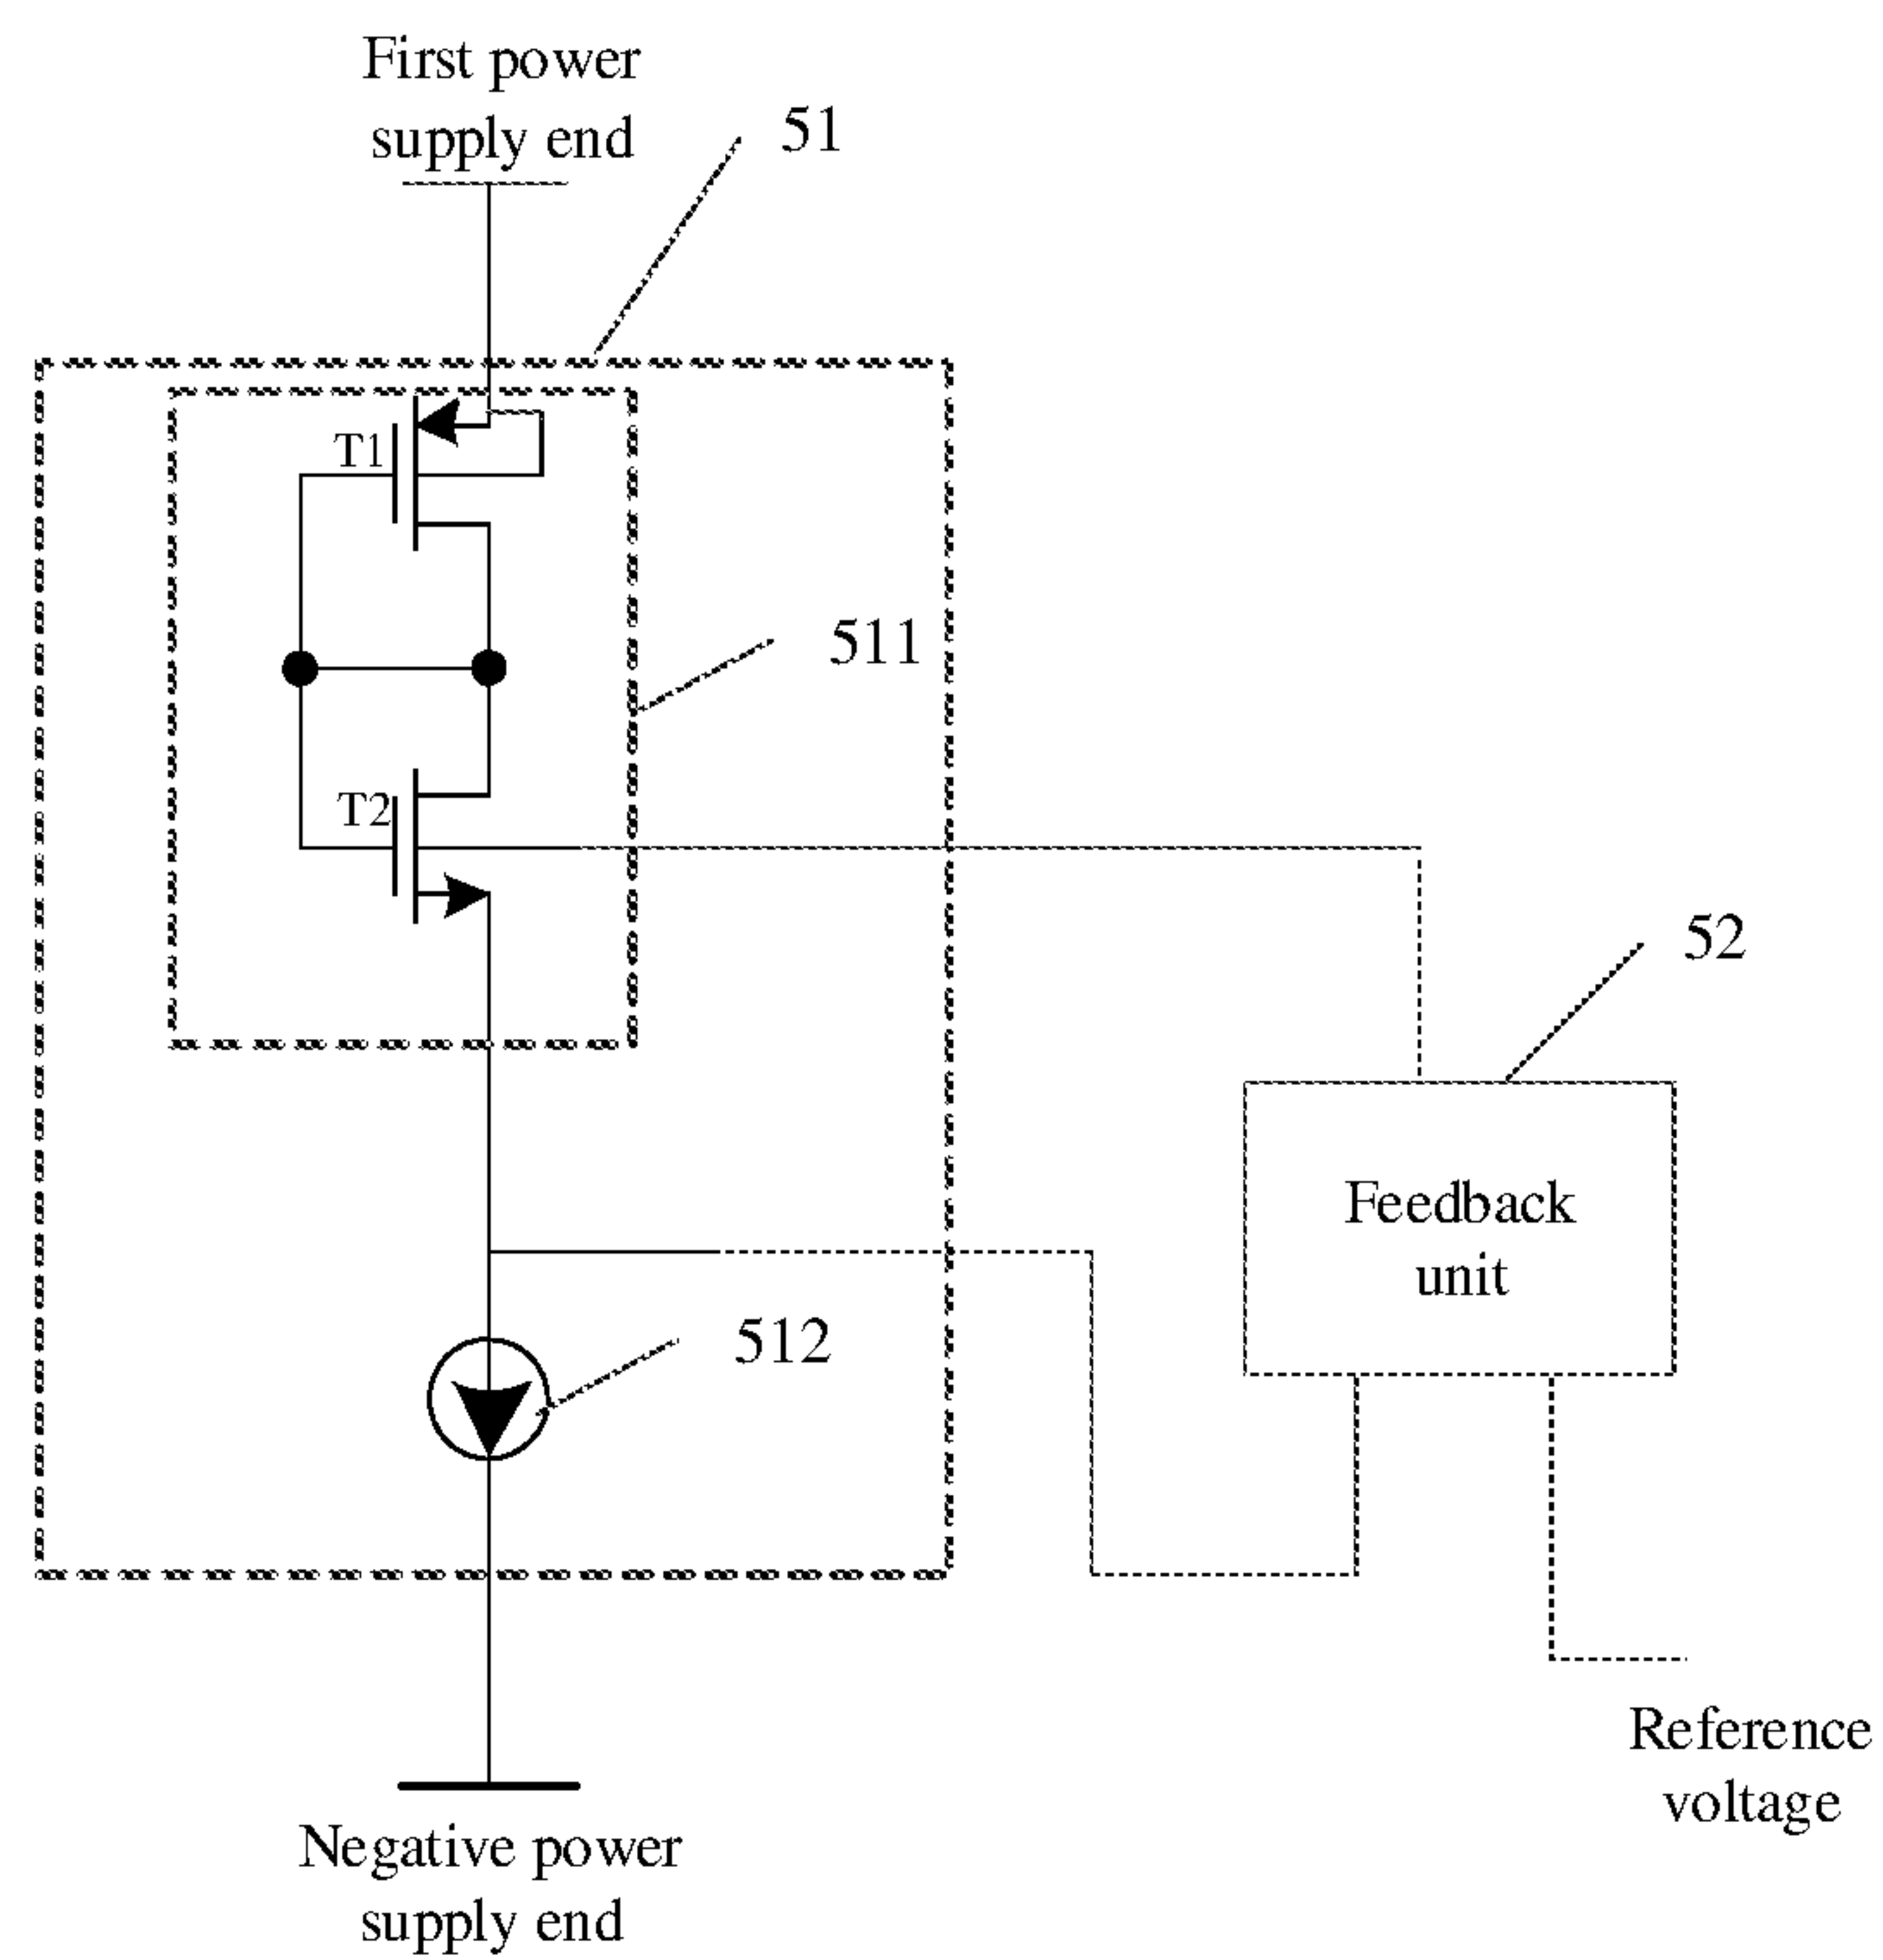 First power
supply end
51
T1
511
T2
52
Feedback
unit
512
Reference
voltage
Negative power
supply end